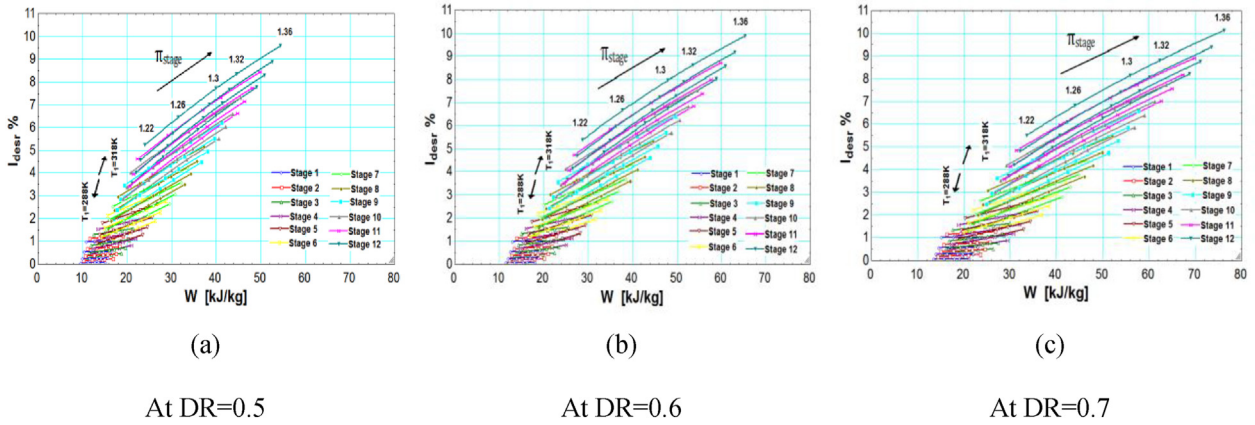 11
10
9
8
7
6
5
4
3
2
1
0
I desr %
πstage
1.36
1.32
1.3
1.26
1.22
T1=288K
T1=318K
Stage 1
Stage 2
Stage 3
Stage 4
Stage 5
Stage 6
Stage 7
Stage 8
Stage 9
Stage 10
Stage 11
Stage 12
0 10 20 30 40 50 60 70 80
W [kJ/kg]
(a)
At DR=0.5
11
10
9
8
7
6
5
4
3
2
1
0
I desr %
πstage
1.36
1.32
1.3
1.26
1.22
T1=288K
T1=318K
Stage 1
Stage 2
Stage 3
Stage 4
Stage 5
Stage 6
Stage 7
Stage 8
Stage 9
Stage 10
Stage 11
Stage 12
0 10 20 30 40 50 60 70 80
W [kJ/kg]
(b)
At DR=0.6
11
10
9
8
7
6
5
4
3
2
1
0
I desr %
πstage
1.36
1.32
1.3
1.26
1.22
T1=288K
T1=318K
Stage 1
Stage 2
Stage 3
Stage 4
Stage 5
Stage 6
Stage 7
Stage 8
Stage 9
Stage 10
Stage 11
Stage 12
0 10 20 30 40 50 60 70 80
W [kJ/kg]
(c)
At DR=0.7